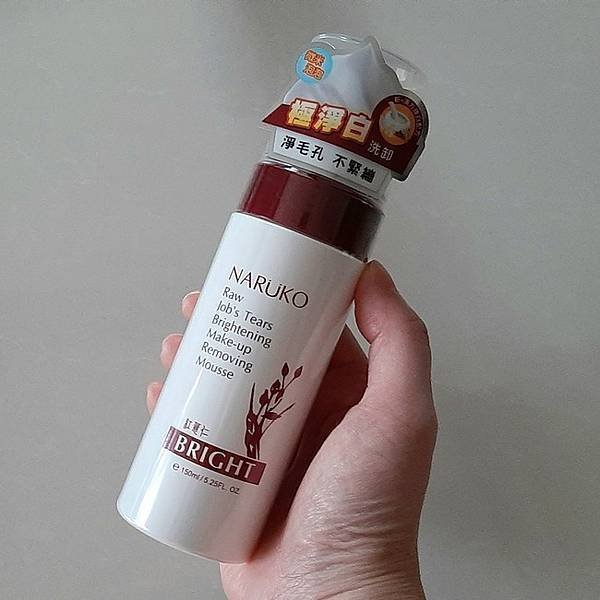 極淨白
洗卸
淨毛孔 不緊繃
NARUKO
Raw
Job's Tears
Brightening
Make-up
Removing
Mousse
紅薏仁
BRIGHT
e 150ml/5.25FL. OZ.